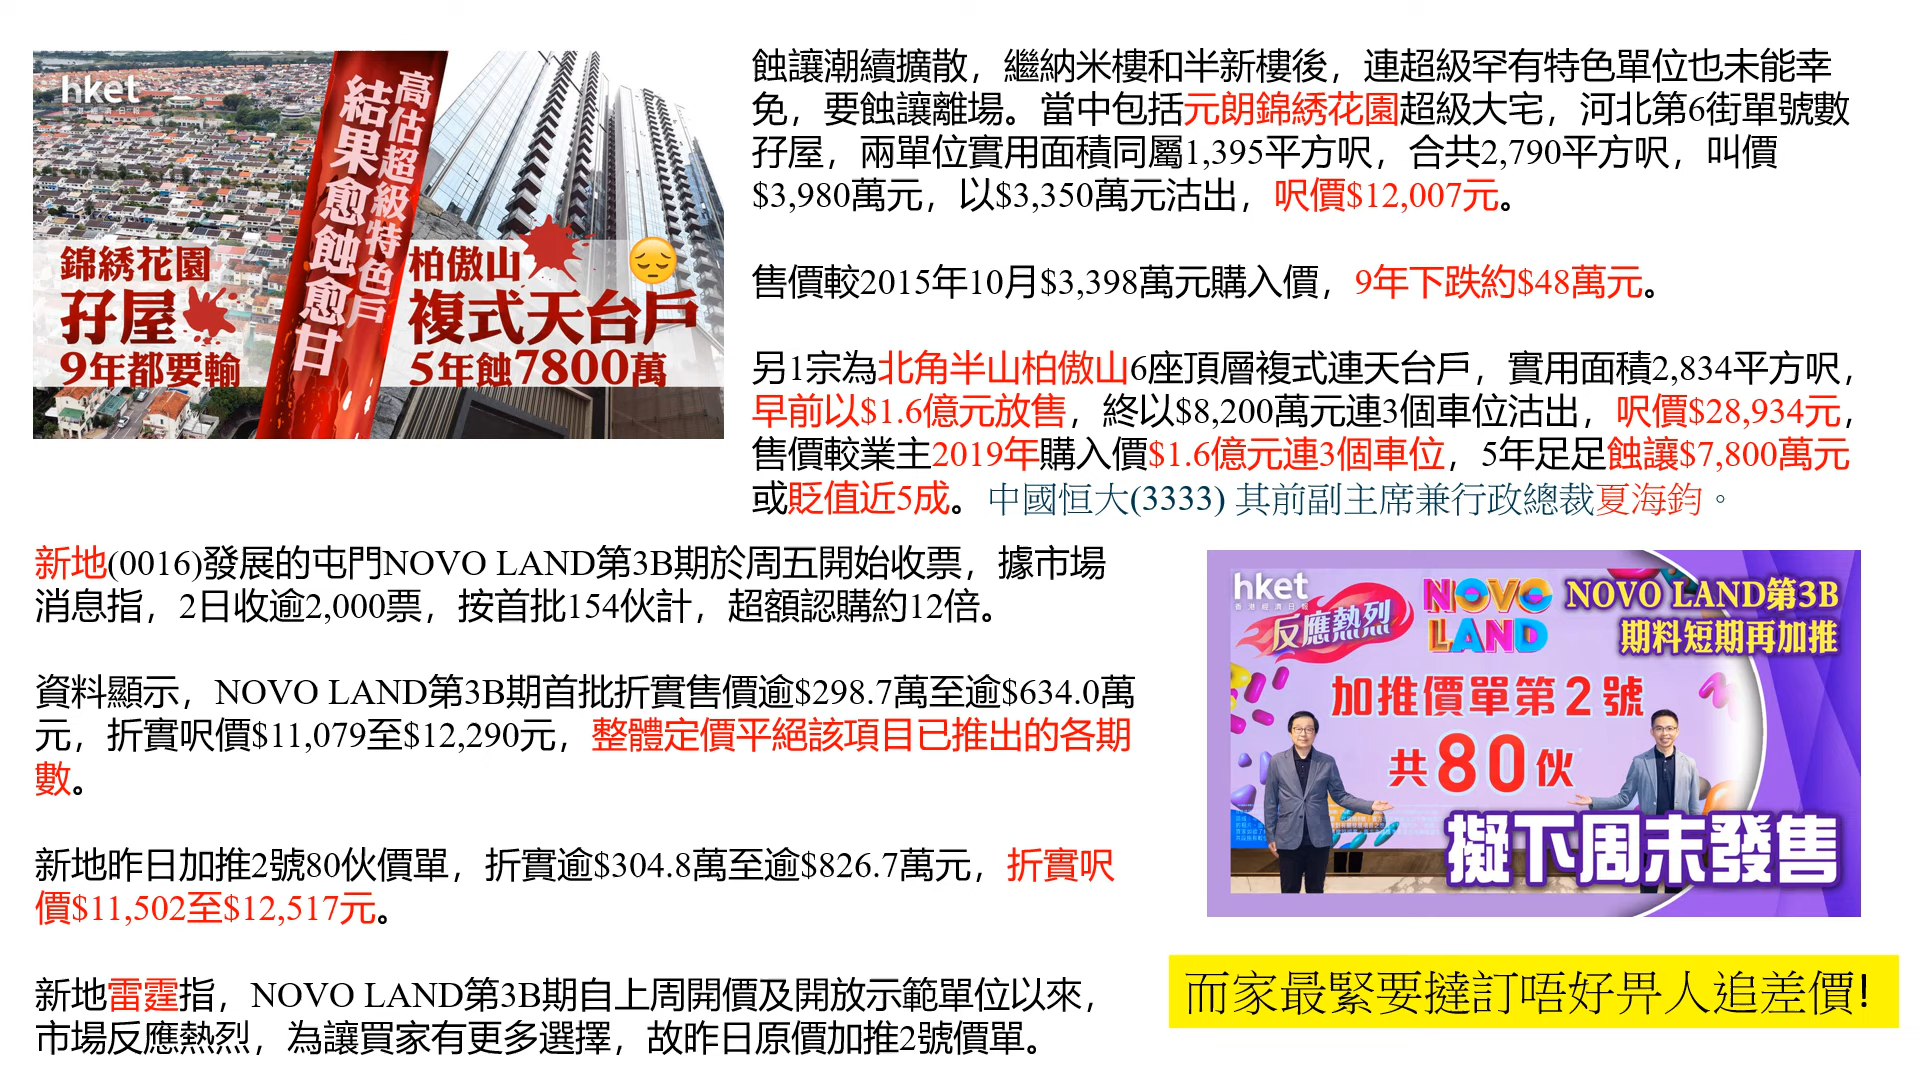 hket
高估超級特色戶
結果愈蝕愈甘
錦綉花園
孖屋
9年都要輸
柏傲山
複式天台戶
5年蝕7800萬
蝕讓潮續擴散，繼納米樓和半新樓後，連超級罕有特色單位也未能幸
免，要蝕讓離場。當中包括元朗錦綉花園超級大宅，河北第6街單號數
孖屋，兩單位實用面積同屬1,395平方呎，合共2,790平方呎，叫價
$3,980萬元，以$3,350萬元沽出，呎價$12,007元。
售價較2015年10月$3,398萬元購入價，9年下跌約$48萬元。
另1宗為北角半山柏傲山6座頂層複式連天台戶，實用面積2,834平方呎，
早前以$1.6億元放售，終以$8,200萬元連3個車位沽出，呎價$28,934元，
售價較業主2019年購入價$1.6億元連3個車位，5年足足蝕讓$7,800萬元
或貶值近5成。中國恒大(3333) 其前副主席兼行政總裁夏海鈞。
新地(0016)發展的屯門NOVO LAND第3B期於周五開始收票，據市場
消息指，2日收逾2,000票，按首批154伙計，超額認購約12倍。
資料顯示，NOVO LAND第3B期首批折實售價逾$298.7萬至逾$634.0萬
元，折實呎價$11,079至$12,290元，整體定價平絕該項目已推出的各期
數。
新地昨日加推2號80伙價單，折實逾$304.8萬至逾$826.7萬元，折實呎
價$11,502至$12,517元。
新地雷霆指，NOVO LAND第3B期自上周開價及開放示範單位以來，
市場反應熱烈，為讓買家有更多選擇，故昨日原價加推2號價單。
hket
香港經濟日報
反應熱烈
NOVO
LAND
NOVO LAND第3B
期料短期再加推
加推價單第2號
共80伙
擬下周末發售
而家最緊要撻訂唔好畀人追差價!